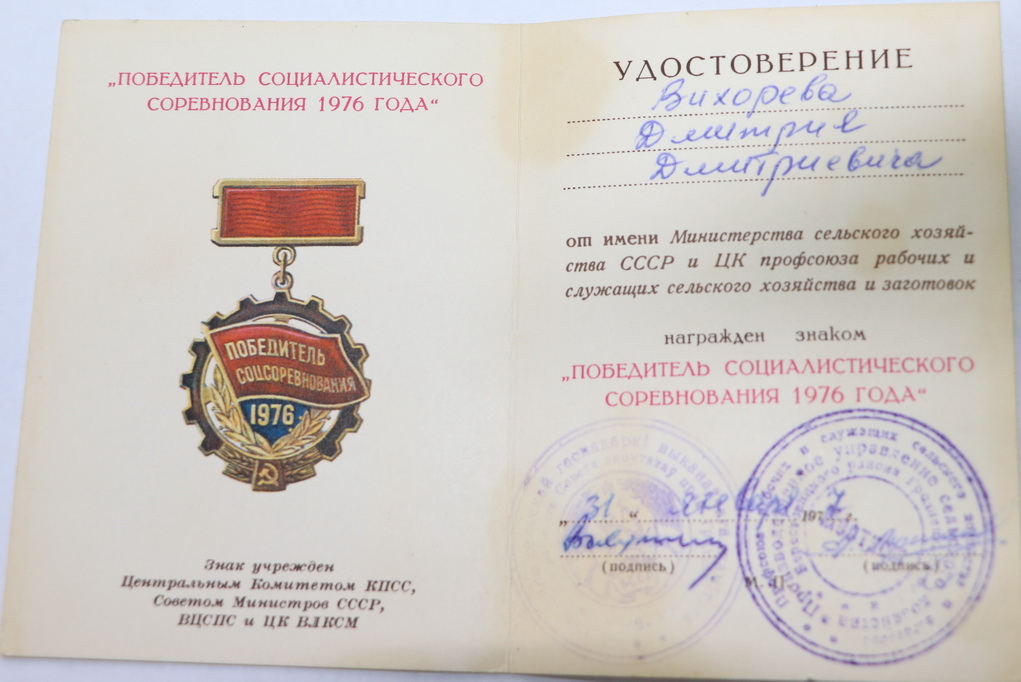 „ПОБЕДИТЕЛЬ СОЦИАЛИСТИЧЕСКОГО
СОРЕВНОВАНИЯ 1976 ГОДА“
ПОБЕДИТЕЛЬ
СОЦСОРЕВНОВАНИЯ
1976
Знак учрежден
Центральным Комитетом КПСС,
Советом Министров СССР,
ВЦСПС и ЦК ВЛКСМ
УДОСТОВЕРЕНИЕ
Вихорева
Дмитрия
Дмитриевича
от имени Министерства сельского хозяй-
ства СССР и ЦК профсоюза рабочих и
служащих сельского хозяйства и заготовок
награжден знаком
„ПОБЕДИТЕЛЬ СОЦИАЛИСТИЧЕСКОГО
СОРЕВНОВАНИЯ 1976 ГОДА“
„31“ января 1977 г.
(подпись) (подпись)
М. П.